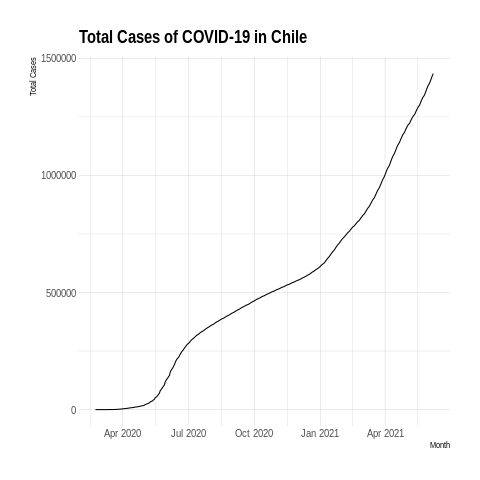 Total Cases of COVID-19 in Chile
Total Cases
1500000
1000000
500000
0
Apr 2020 Jul 2020 Oct 2020 Jan 2021 Apr 2021
Month